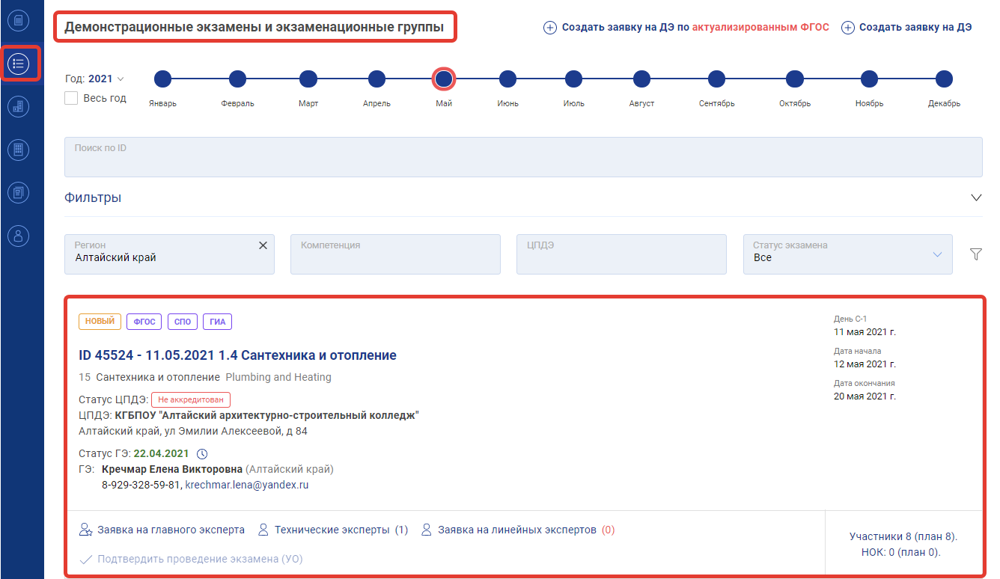 Демонстрационные экзамены и экзаменационные группы
Создать заявку на ДЭ по актуализированным ФГОС
Создать заявку на ДЭ
Год: 2021
Весь год
Январь
Февраль
Март
Апрель
Май
Июнь
Июль
Август
Сентябрь
Октябрь
Ноябрь
Декабрь
Поиск по ID
Фильтры
Регион
Алтайский край
Компетенция
ЦПДЭ
Статус экзамена
Все
НОВЫЙ ФГОС СПО ГИА
ID 45524 - 11.05.2021 1.4 Сантехника и отопление
15 Сантехника и отопление Plumbing and Heating
Статус ЦПДЭ: Не аккредитован
ЦПДЭ: КГБПОУ "Алтайский архитектурно-строительный колледж"
Алтайский край, ул Эмилии Алексеевой, д 84
Статус ГЭ: 22.04.2021
ГЭ: Кречмар Елена Викторовна (Алтайский край)
8-929-328-59-81, krechmar.lena@yandex.ru
День С-1
11 мая 2021 г.
Дата начала
12 мая 2021 г.
Дата окончания
20 мая 2021 г.
Заявка на главного эксперта
Технические эксперты (1)
Заявка на линейных экспертов (0)
Подтвердить проведение экзамена (УО)
Участники 8 (план 8).
НОК: 0 (план 0).